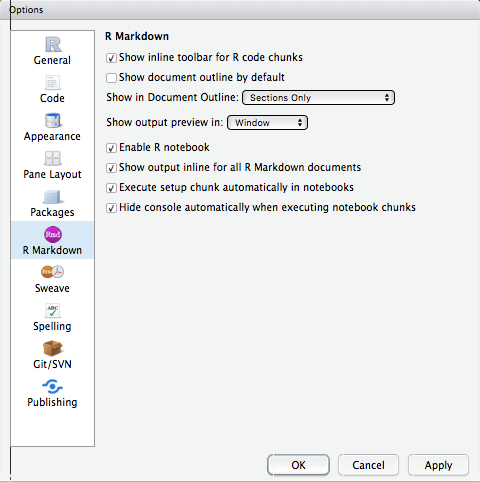 Options
R
General
Code
Appearance
Pane Layout
Packages
Rmd
R Markdown
Sweave
ABC
Spelling
Git/SVN
Publishing
R Markdown
Show inline toolbar for R code chunks
Show document outline by default
Show in Document Outline: Sections Only
Show output preview in: Window
Enable R notebook
Show output inline for all R Markdown documents
Execute setup chunk automatically in notebooks
Hide console automatically when executing notebook chunks
OK Cancel Apply